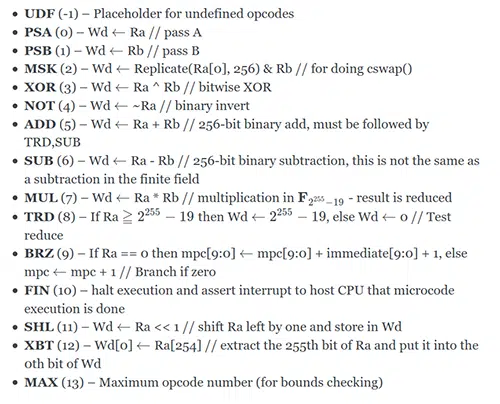 • UDF (-1) – Placeholder for undefined opcodes
• PSA (0) – Wd ← Ra // pass A
• PSB (1) – Wd ← Rb // pass B
• MSK (2) – Wd ← Replicate(Ra[0], 256) & Rb // for doing cswap()
• XOR (3) – Wd ← Ra ^ Rb // bitwise XOR
• NOT (4) – Wd ← ~Ra // binary invert
• ADD (5) – Wd ← Ra + Rb // 256-bit binary add, must be followed by
TRD,SUB
• SUB (6) – Wd ← Ra - Rb // 256-bit binary subtraction, this is not the same
as a subtraction in the finite field
• MUL (7) – Wd ← Ra * Rb // multiplication in F₂²⁵⁵₋₁₉ - result is reduced
• TRD (8) – If Ra ≧ 2²⁵⁵ − 19 then Wd ← 2²⁵⁵ − 19, else Wd ← 0 // Test
reduce
• BRZ (9) – If Ra == 0 then mpc[9:0] ← mpc[9:0] + immediate[9:0] + 1, else
mpc ← mpc + 1 // Branch if zero
• FIN (10) – halt execution and assert interrupt to host CPU that microcode
execution is done
• SHL (11) – Wd ← Ra << 1 // shift Ra left by one and store in Wd
• XBT (12) – Wd[0] ← Ra[254] // extract the 255th bit of Ra and put it into the
0th bit of Wd
• MAX (13) – Maximum opcode number (for bounds checking)